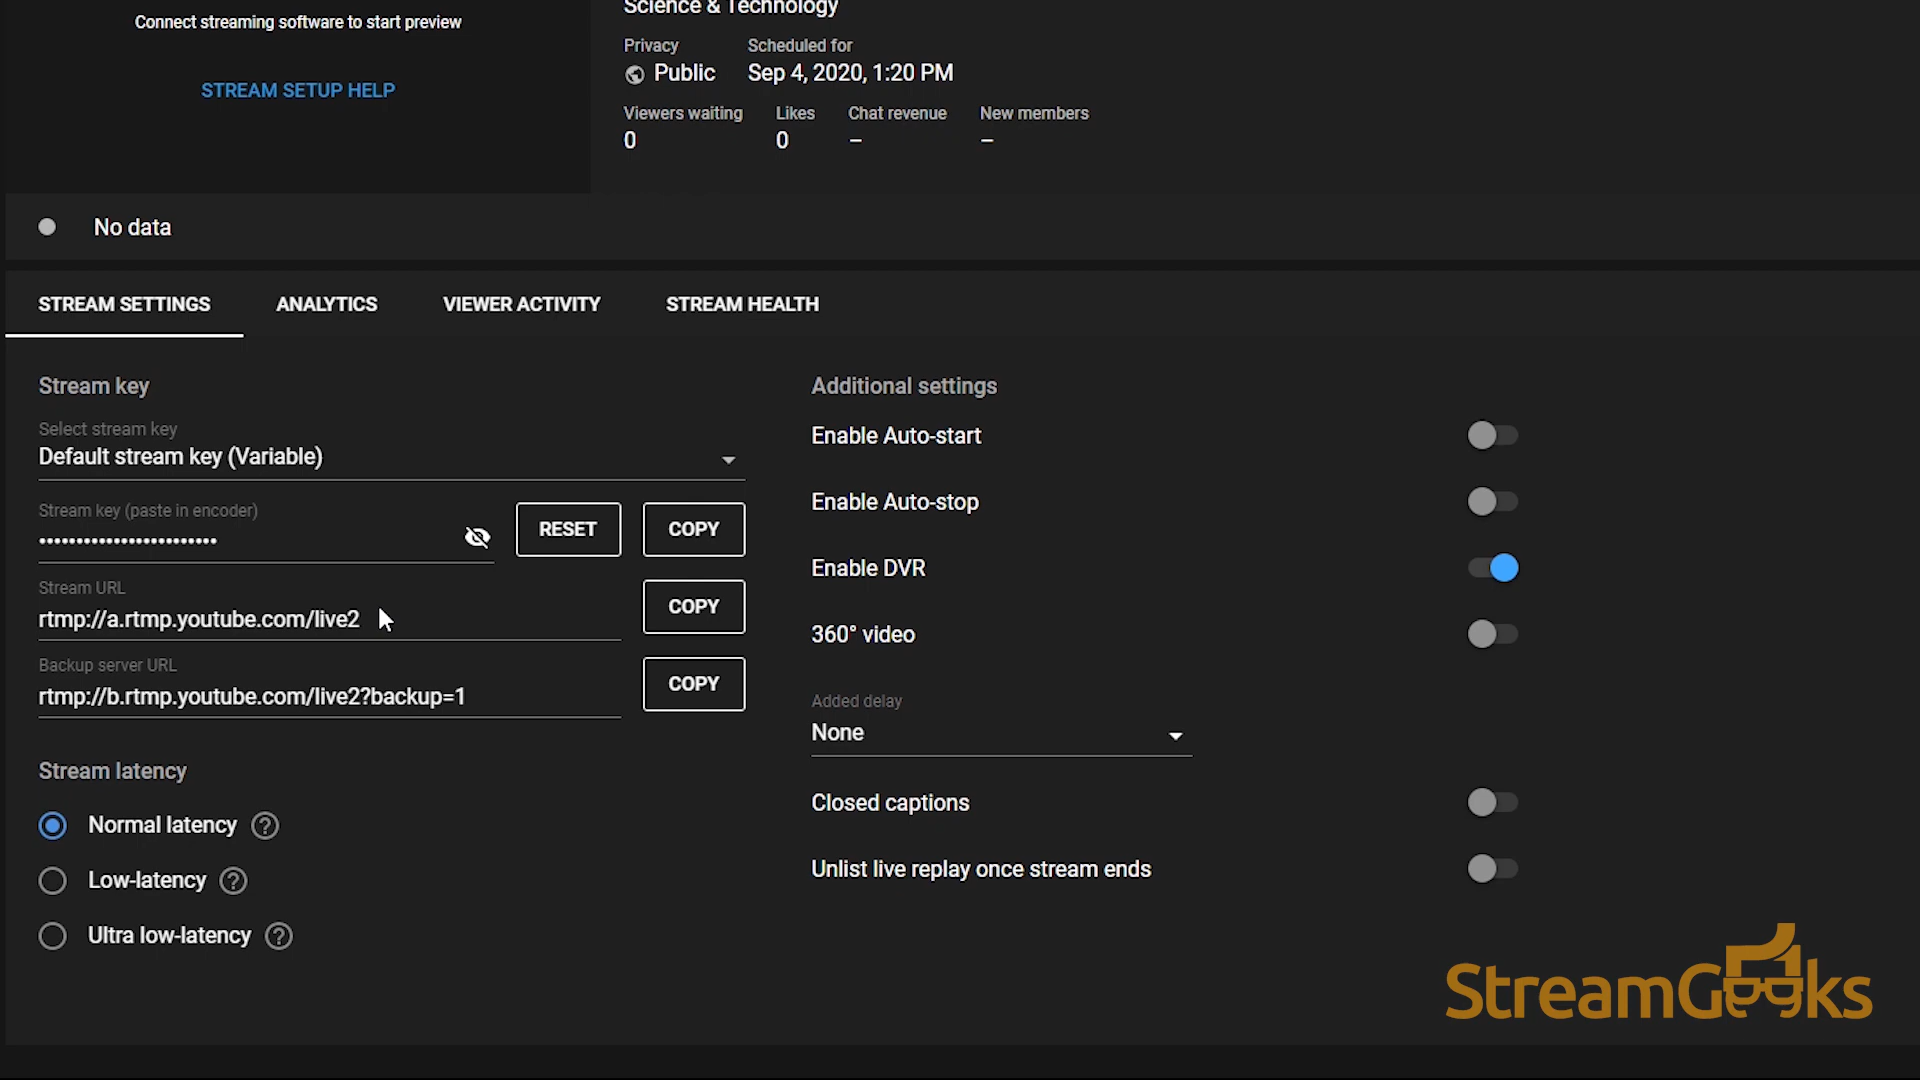 Connect streaming software to start preview
STREAM SETUP HELP
Science & Technology
Privacy
Scheduled for
Public
Sep 4, 2020, 1:20 PM
Viewers waiting
Likes
Chat revenue
New members
0
0
–
–
No data
STREAM SETTINGS
ANALYTICS
VIEWER ACTIVITY
STREAM HEALTH
Stream key
Select stream key
Default stream key (Variable)
Stream key (paste in encoder)
••••••••••••••••••••••••
RESET
COPY
Stream URL
rtmp://a.rtmp.youtube.com/live2
COPY
Backup server URL
rtmp://b.rtmp.youtube.com/live2?backup=1
COPY
Stream latency
Normal latency ?
Low-latency ?
Ultra low-latency ?
Additional settings
Enable Auto-start
Enable Auto-stop
Enable DVR
360° video
Added delay
None
Closed captions
Unlist live replay once stream ends
StreamGeeks